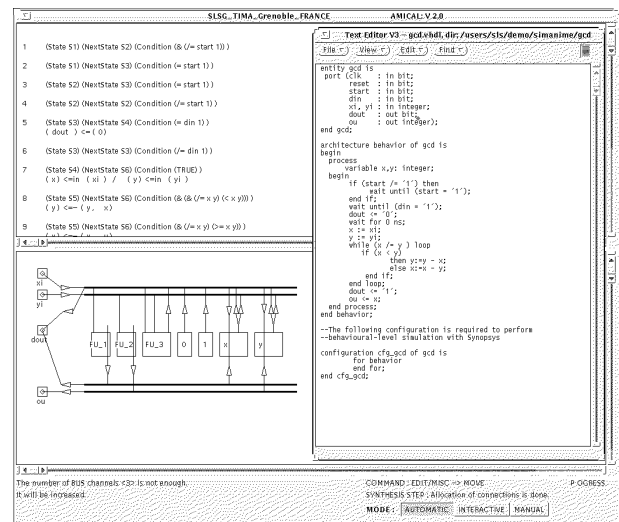 SLSG_TIMA_Grenoble_FRANCE AMICAL: V 2.0
1 (State S1) (NextState S2) (Condition (& (/= start 1)) )
2 (State S1) (NextState S3) (Condition (= start 1) )
3 (State S2) (NextState S3) (Condition (= start 1) )
4 (State S2) (NextState S2) (Condition (/= start 1) )
5 (State S3) (NextState S4) (Condition (= din 1) )
( dout ) <= ( 0)
6 (State S3) (NextState S3) (Condition (/= din 1) )
7 (State S4) (NextState S6) (Condition (TRUE) )
( x) <=in ( xi ) / ( y) <=in ( yi )
8 (State S5) (NextState S6) (Condition (& (& (/= x y) (< x y))) )
( y) <=- ( y, x)
9 (State S5) (NextState S6) (Condition (& (/= x y) (>= x y)) )
Text Editor V3 - gcd.vhdl, dir; /users/sls/demo/simanime/gcd
File View Edit Find
entity gcd is
port (clk : in bit;
reset : in bit;
start : in bit;
din : in bit;
xi, yi : in integer;
dout : out bit;
ou : out integer);
end gcd;
architecture behavior of gcd is
begin
process
variable x,y: integer;
begin
if (start /= '1') then
wait until (start = '1');
end if;
wait until (din = '1');
dout <= '0';
wait for 0 ns;
x := xi;
y := yi;
while (x /= y ) loop
if (x < y)
then y:=y - x;
else x:=x - y;
end if;
end loop;
dout <= '1';
ou <= x;
end process;
end behavior;
--The following configuration is required to perform
--behavioural-level simulation with Synopsys
configuration cfg_gcd of gcd is
for behavior
end for;
end cfg_gcd;
xi
yi
dout
FU_1 FU_2 FU_3 0 1 x y
ou
The number of BUS channels <3> is not enough.
It will be increased.
COMMAND : EDIT/MISC -> MOVE P OGRESS
SYNTHESIS STEP : Allocation of connections is done.
MODE : AUTOMATIC INTERACTIVE MANUAL